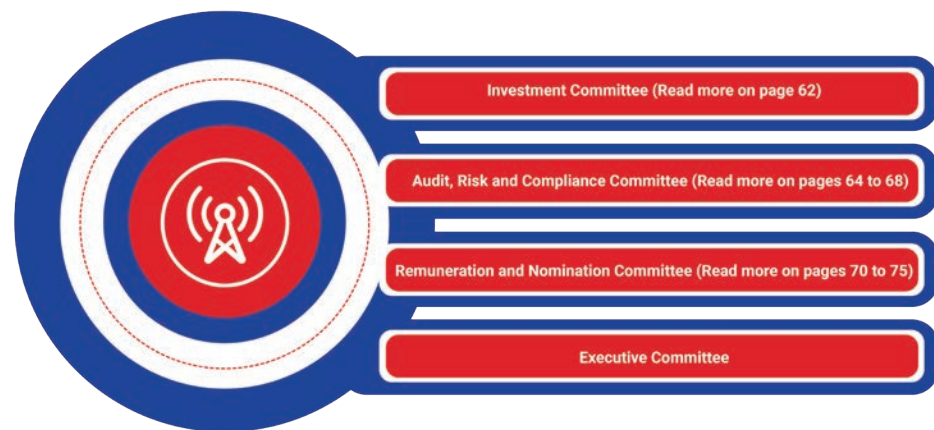 Investment Committee (Read more on page 62)
Audit, Risk and Compliance Committee (Read more on pages 64 to 68)
Remuneration and Nomination Committee (Read more on pages 70 to 75)
Executive Committee